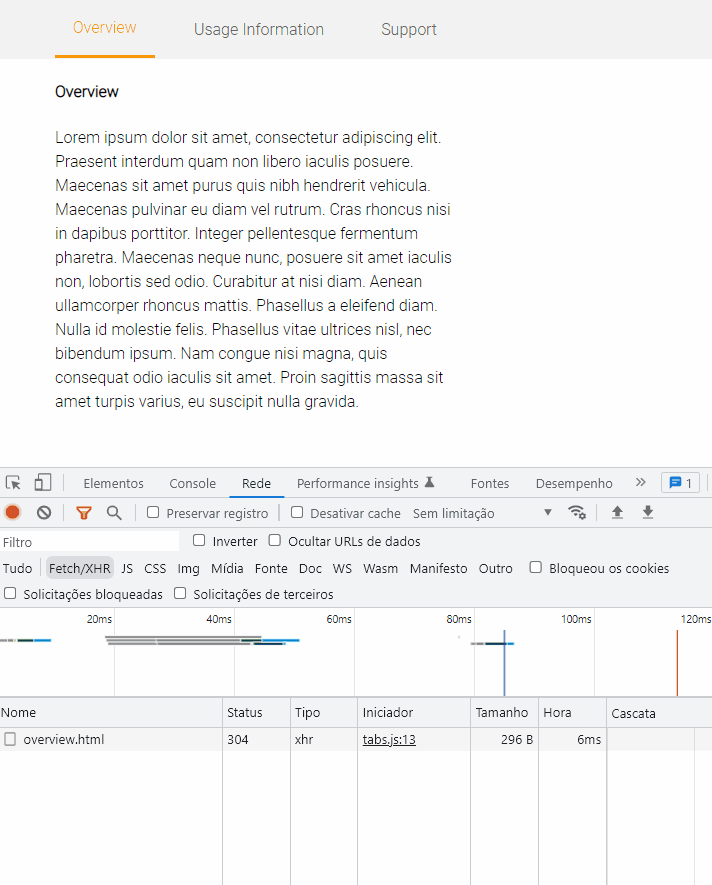 Overview Usage Information Support
Overview
Lorem ipsum dolor sit amet, consectetur adipiscing elit.
Praesent interdum quam non libero iaculis posuere.
Maecenas sit amet purus quis nibh hendrerit vehicula.
Maecenas pulvinar eu diam vel rutrum. Cras rhoncus nisi
in dapibus porttitor. Integer pellentesque fermentum
pharetra. Maecenas neque nunc, posuere sit amet iaculis
non, lobortis sed odio. Curabitur at nisi diam. Aenean
ullamcorper rhoncus mattis. Phasellus a eleifend diam.
Nulla id molestie felis. Phasellus vitae ultrices nisl, nec
bibendum ipsum. Nam congue nisi magna, quis
consequat odio iaculis sit amet. Proin sagittis massa sit
amet turpis varius, eu suscipit nulla gravida.
Elementos Console Rede Performance insights Fontes Desempenho » 1
Preservar registro Desativar cache Sem limitação
Filtro Inverter Ocultar URLs de dados
Tudo Fetch/XHR JS CSS Img Mídia Fonte Doc WS Wasm Manifesto Outro Bloqueou os cookies
Solicitações bloqueadas Solicitações de terceiros
20ms 40ms 60ms 80ms 100ms 120ms
Nome Status Tipo Iniciador Tamanho Hora Cascata
overview.html 304 xhr tabs.js:13 296 B 6ms